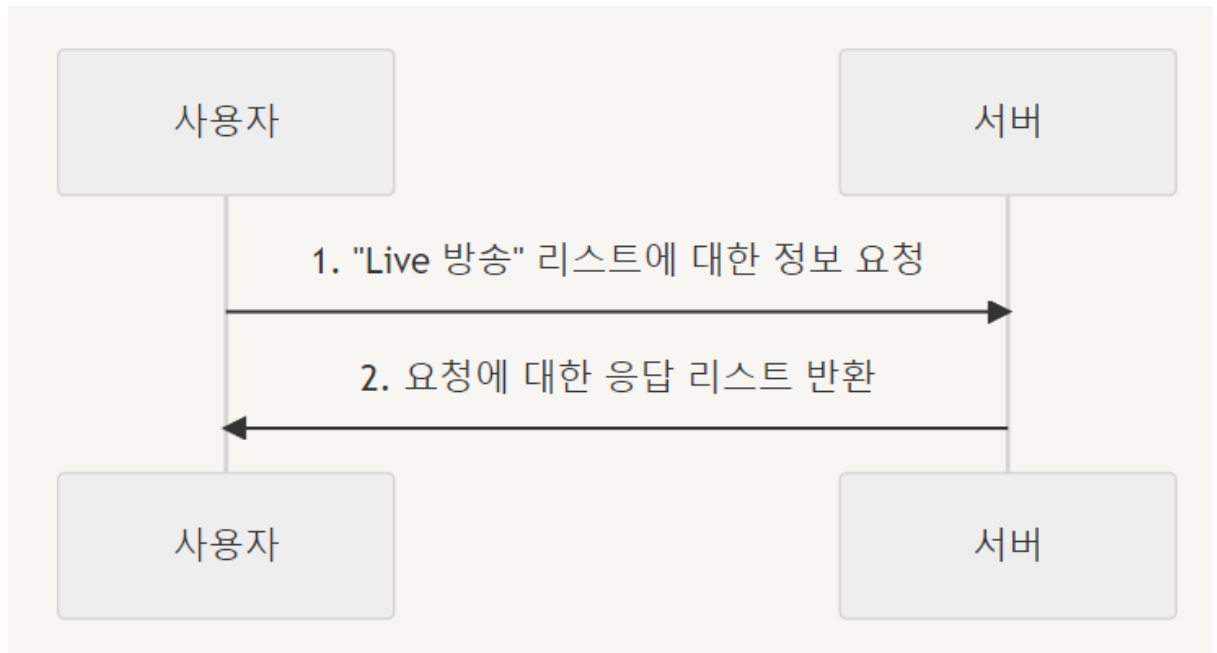 사용자
서버
1. "Live 방송" 리스트에 대한 정보 요청
2. 요청에 대한 응답 리스트 반환
사용자
서버